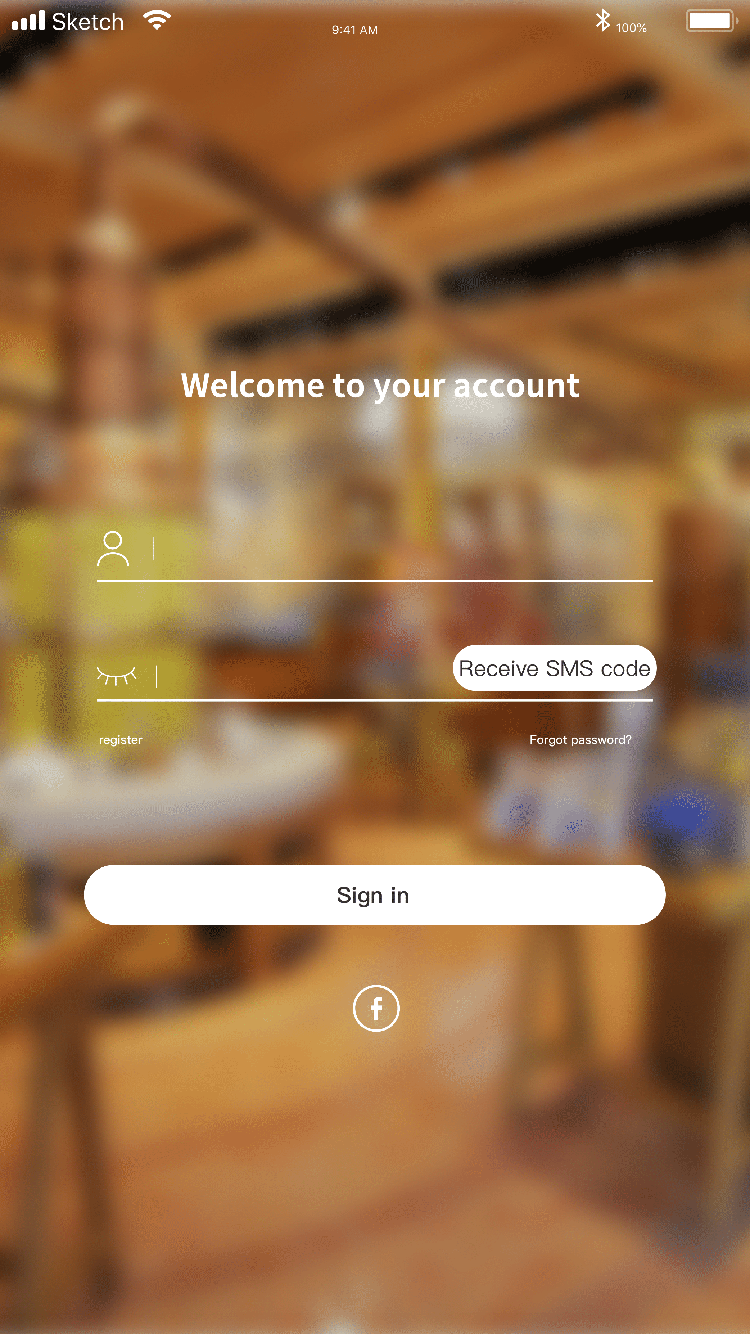 Sketch
9:41 AM
100%
Welcome to your account
Receive SMS code
register
Forgot password?
Sign in
f